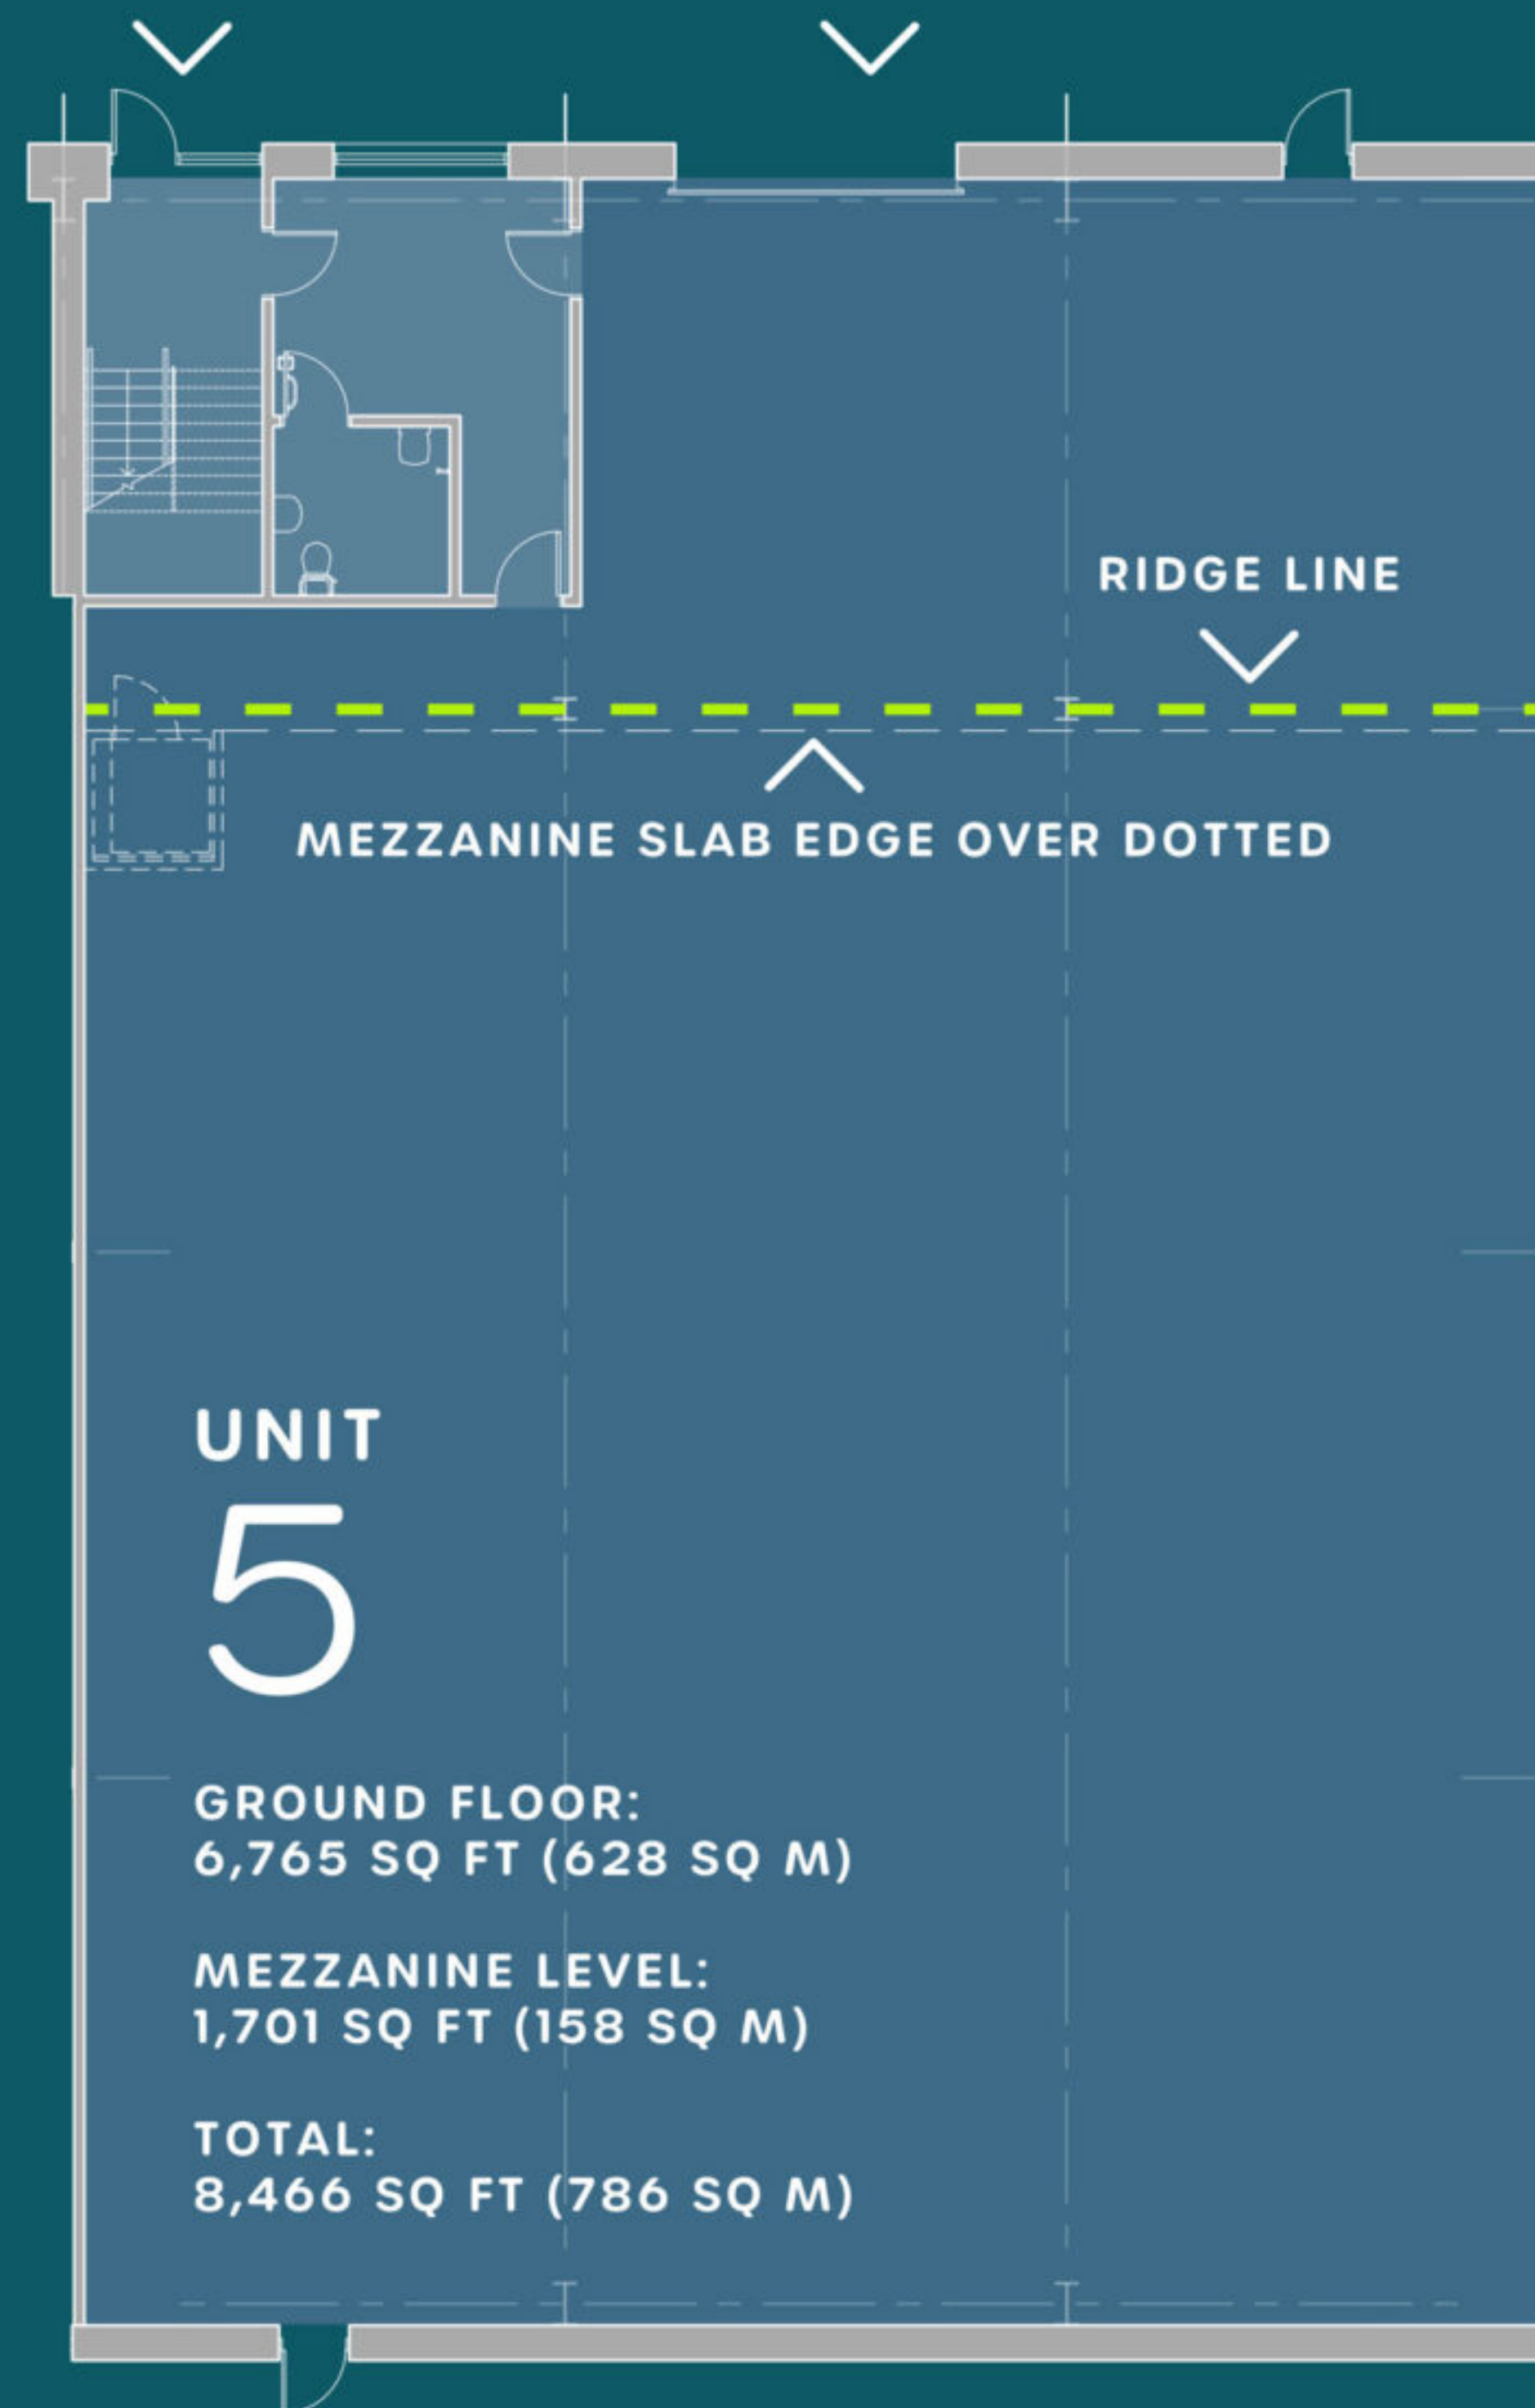 RIDGE LINE
MEZZANINE SLAB EDGE OVER DOTTED
UNIT
5
GROUND FLOOR:
6,765 SQ FT (628 SQ M)
MEZZANINE LEVEL:
1,701 SQ FT (158 SQ M)
TOTAL:
8,466 SQ FT (786 SQ M)